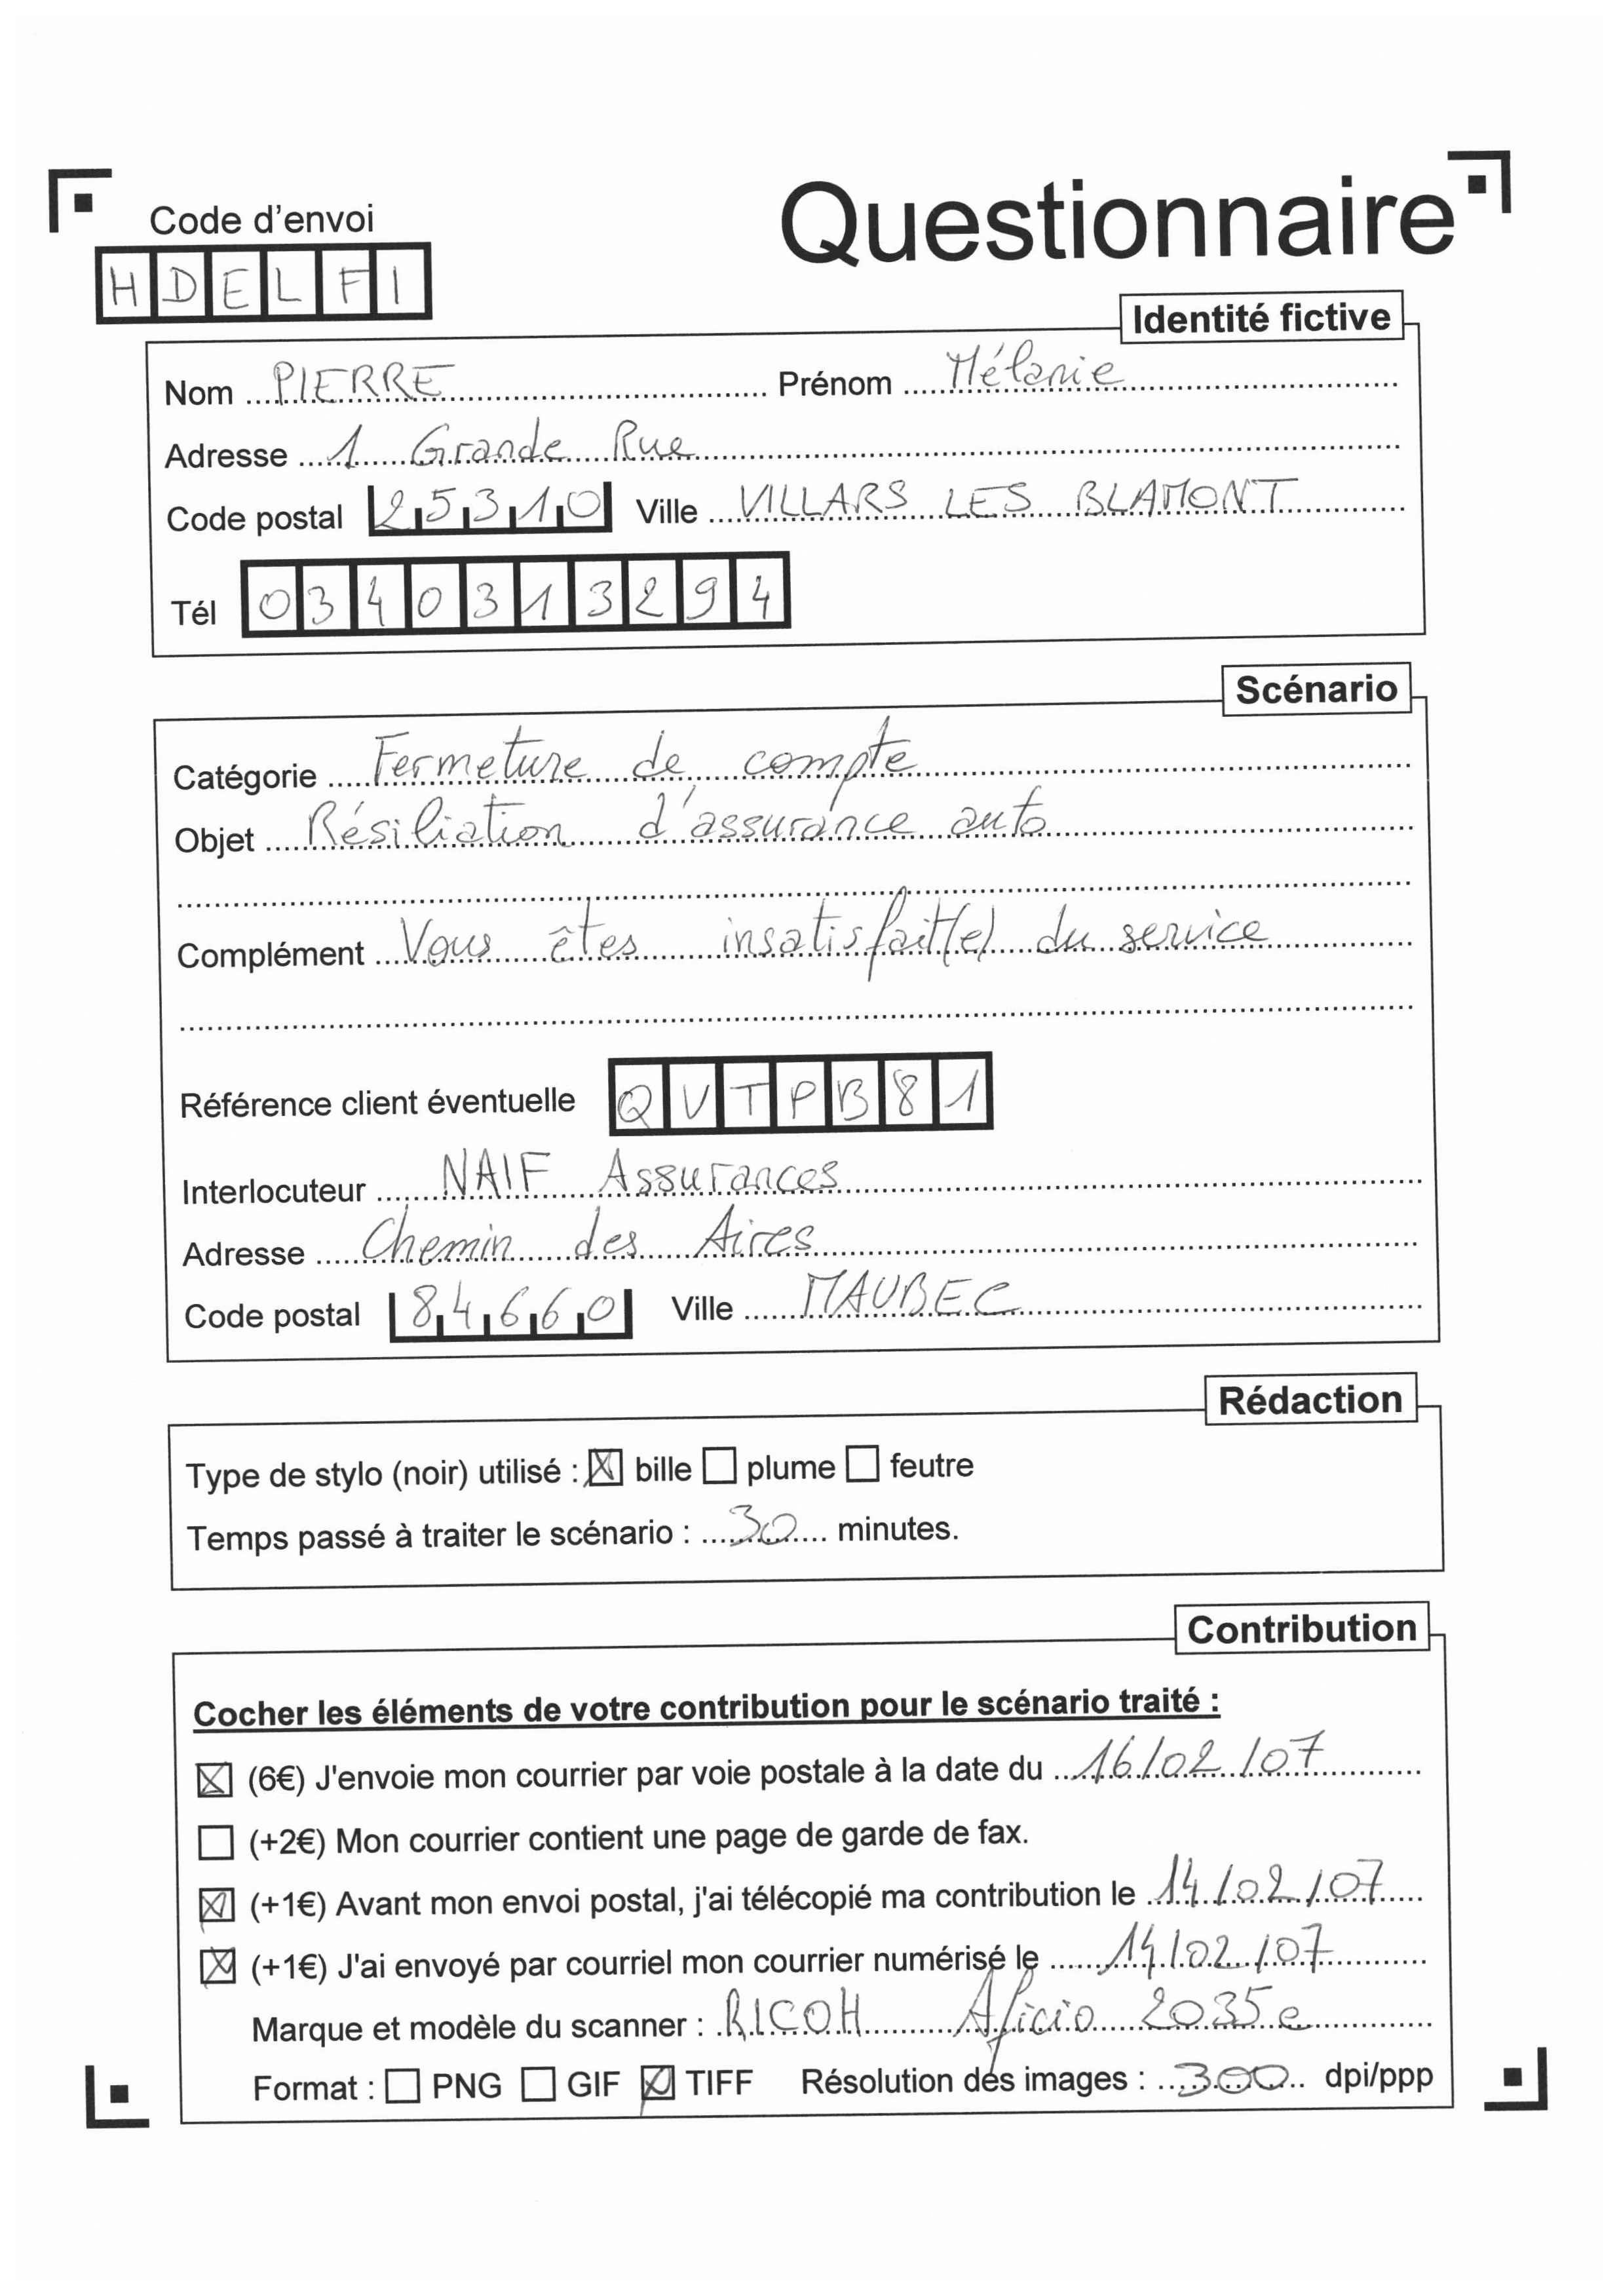 Questionnaire
Code d'envoi
HDELFI
Identité fictive
Nom PIERRE Prénom Mélanie
Adresse 1 Grande Rue
Code postal 25310 Ville VILLARS LES BLAMONT
Tél 0340313294
Scénario
Catégorie Fermeture de compte
Objet Résiliation d'assurance auto
Complément Vous êtes insatisfait(e) du service
Référence client éventuelle QVTPB81
Interlocuteur NAIF Assurances
Adresse Chemin des Aires
Code postal 84660 Ville MAUBEC
Rédaction
Type de stylo (noir) utilisé : ☒ bille ☐ plume ☐ feutre
Temps passé à traiter le scénario : 30 minutes.
Contribution
Cocher les éléments de votre contribution pour le scénario traité :
☒ (6€) J'envoie mon courrier par voie postale à la date du 16/02/07
☐ (+2€) Mon courrier contient une page de garde de fax.
☒ (+1€) Avant mon envoi postal, j'ai télécopié ma contribution le 14/02/07
☒ (+1€) J'ai envoyé par courriel mon courrier numérisé le 14/02/07
Marque et modèle du scanner : RICOH Aficio 2035e
Format : ☐ PNG ☐ GIF ☒ TIFF Résolution des images : 300 dpi/ppp